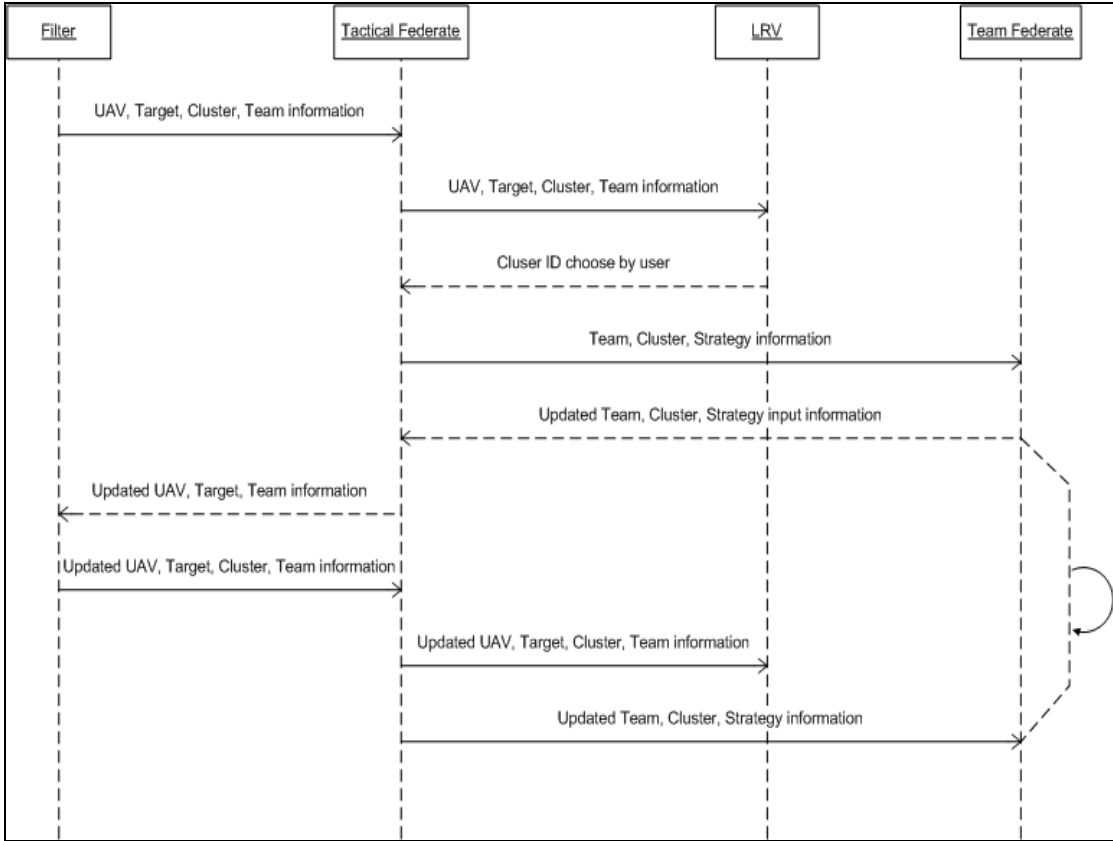 Filter
Tactical Federate
LRV
Team Federate
UAV, Target, Cluster, Team information
UAV, Target, Cluster, Team information
Cluser ID choose by user
Team, Cluster, Strategy information
Updated Team, Cluster, Strategy input information
Updated UAV, Target, Team information
Updated UAV, Target, Cluster, Team information
Updated UAV, Target, Cluster, Team information
Updated Team, Cluster, Strategy information